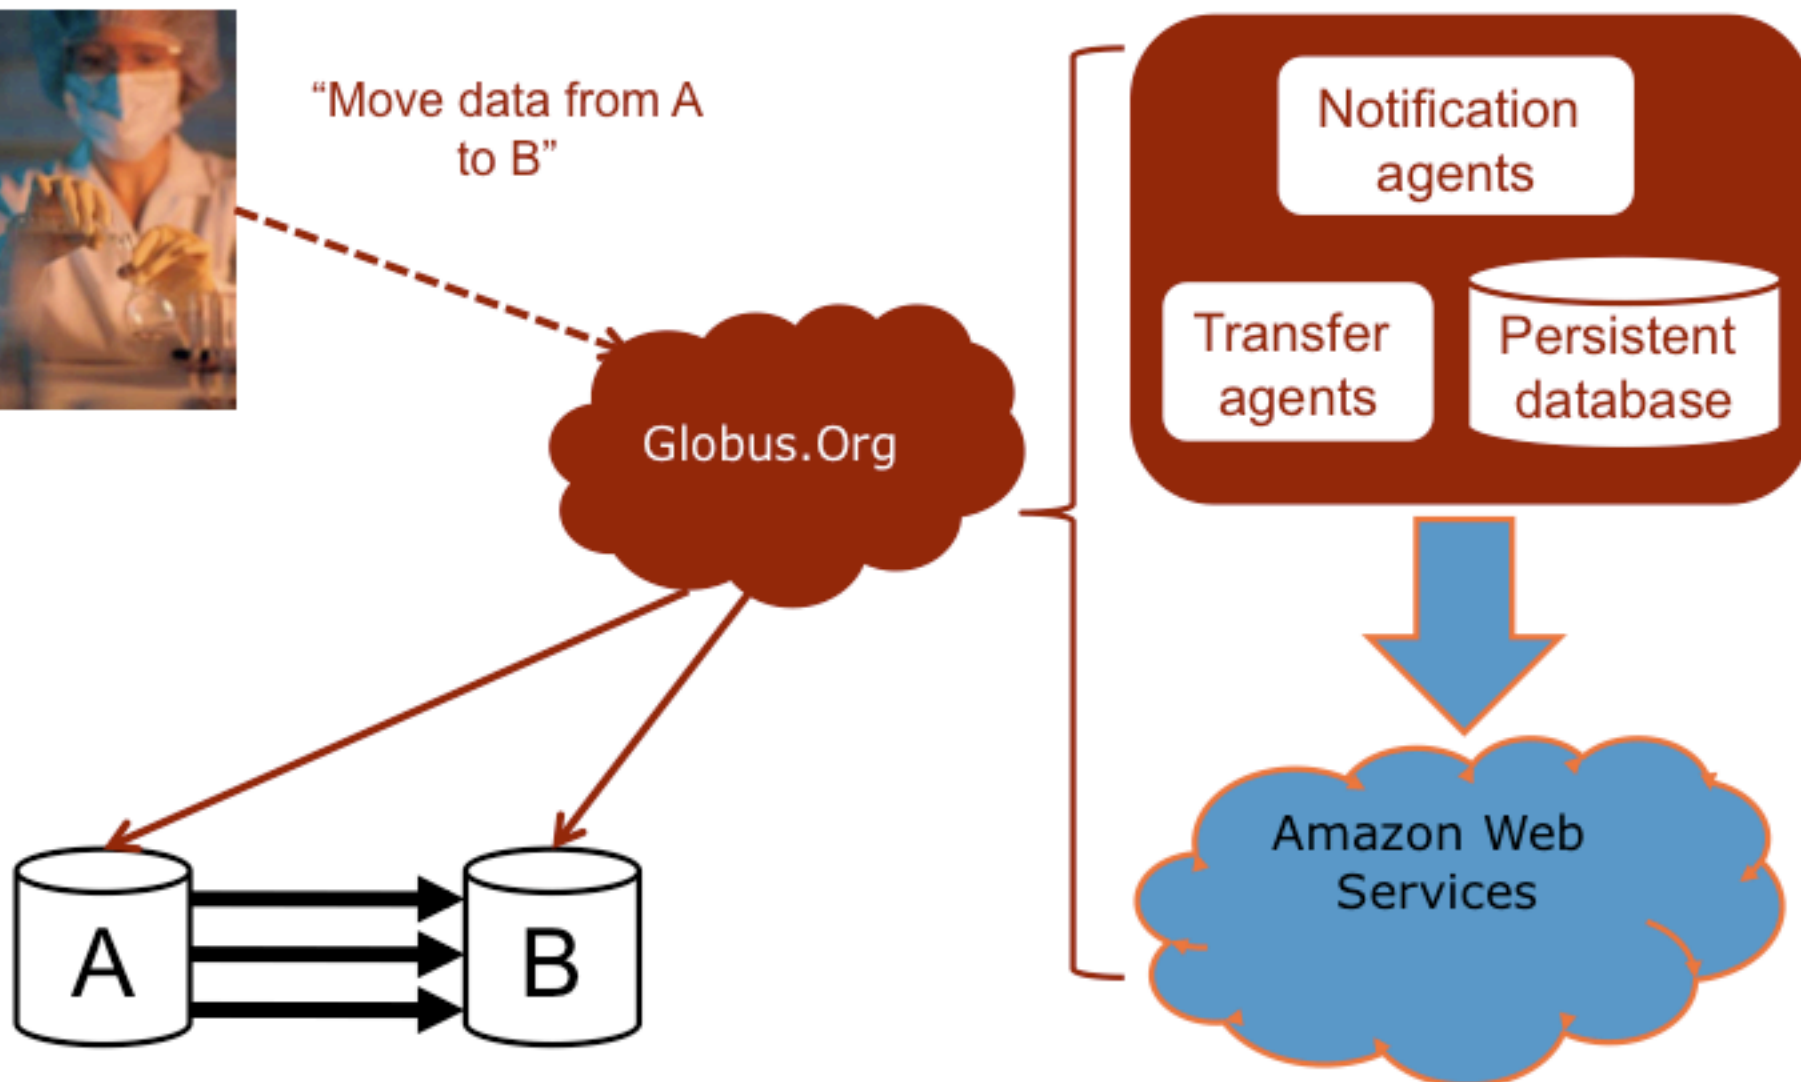 “Move data from A
to B”
Globus.Org
A
B
Notification
agents
Transfer
agents
Persistent
database
Amazon Web
Services